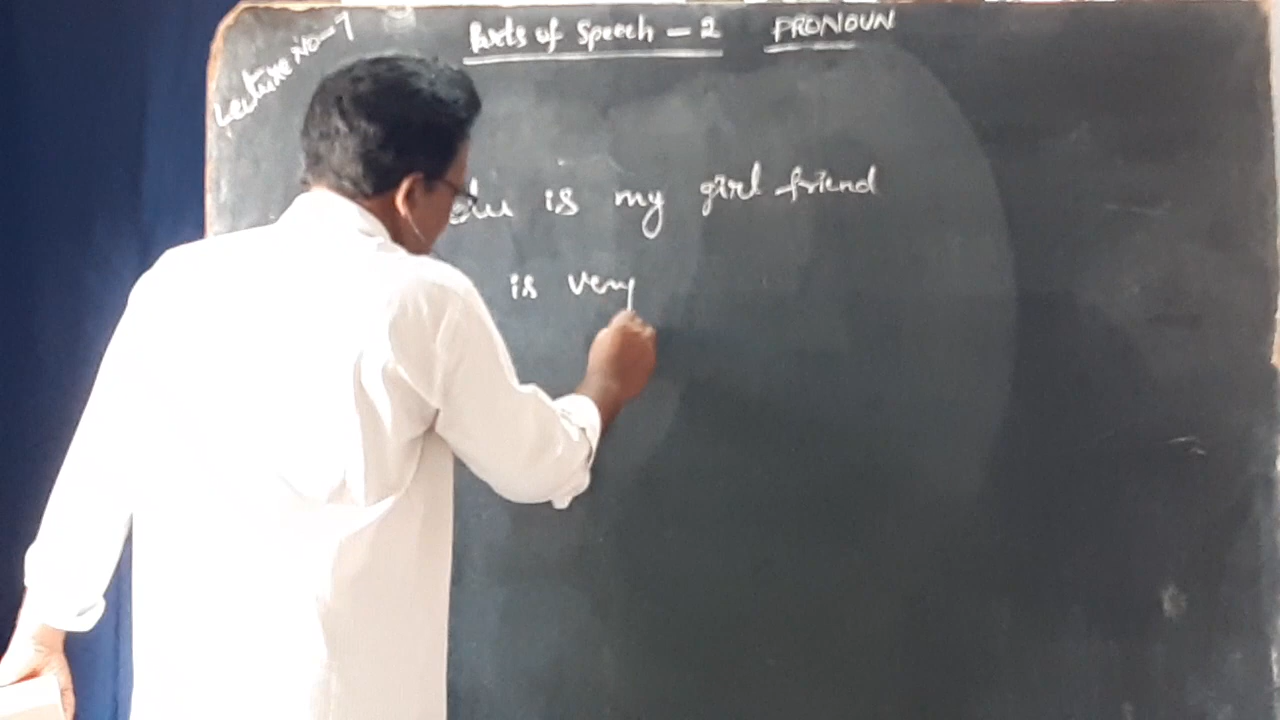 Lecture No-7
Parts of Speech - 2 PRONOUN
is my girl friend
is very